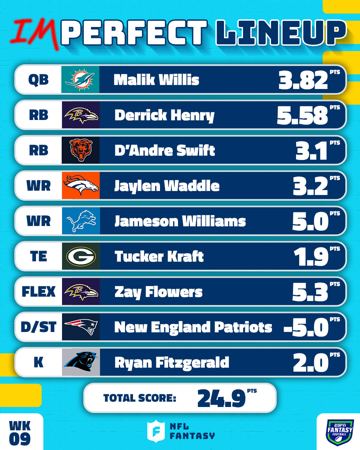 IMPERFECT LINEUP
QB Malik Willis 3.82 PTS
RB Derrick Henry 5.58 PTS
RB D'Andre Swift 3.1 PTS
WR Jaylen Waddle 3.2 PTS
WR Jameson Williams 5.0 PTS
TE G Tucker Kraft 1.9 PTS
FLEX Zay Flowers 5.3 PTS
D/ST New England Patriots -5.0 PTS
K Ryan Fitzgerald 2.0 PTS
TOTAL SCORE: 24.9 PTS
WK
09
F NFL
FANTASY
ESPN
FANTASY
FOOTBALL